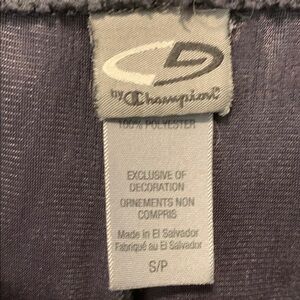 by Champion
100% POLYESTER
EXCLUSIVE OF
DECORATION
ORNEMENTS NON
COMPRIS
Made in El Salvador
Fabriqué au El Salvador
S/P